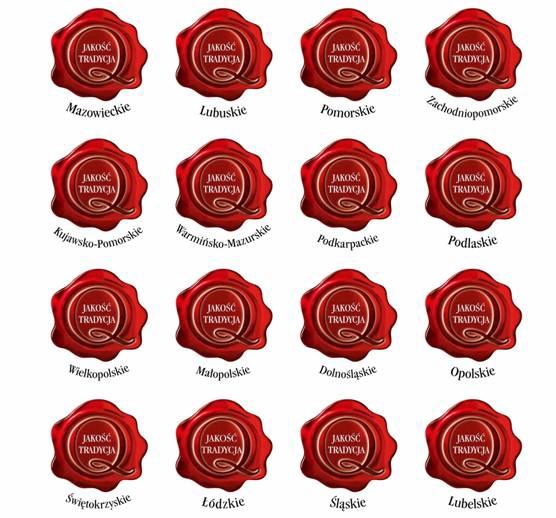 JAKOŚĆ
TRADYCJA
Mazowieckie
JAKOŚĆ
TRADYCJA
Lubuskie
JAKOŚĆ
TRADYCJA
Pomorskie
JAKOŚĆ
TRADYCJA
Zachodniopomorskie
JAKOŚĆ
TRADYCJA
Kujawsko-Pomorskie
JAKOŚĆ
TRADYCJA
Warmińsko-Mazurskie
JAKOŚĆ
TRADYCJA
Podkarpackie
JAKOŚĆ
TRADYCJA
Podlaskie
JAKOŚĆ
TRADYCJA
Wielkopolskie
JAKOŚĆ
TRADYCJA
Małopolskie
JAKOŚĆ
TRADYCJA
Dolnośląskie
JAKOŚĆ
TRADYCJA
Opolskie
JAKOŚĆ
TRADYCJA
Świętokrzyskie
JAKOŚĆ
TRADYCJA
Łódzkie
JAKOŚĆ
TRADYCJA
Śląskie
JAKOŚĆ
TRADYCJA
Lubelskie